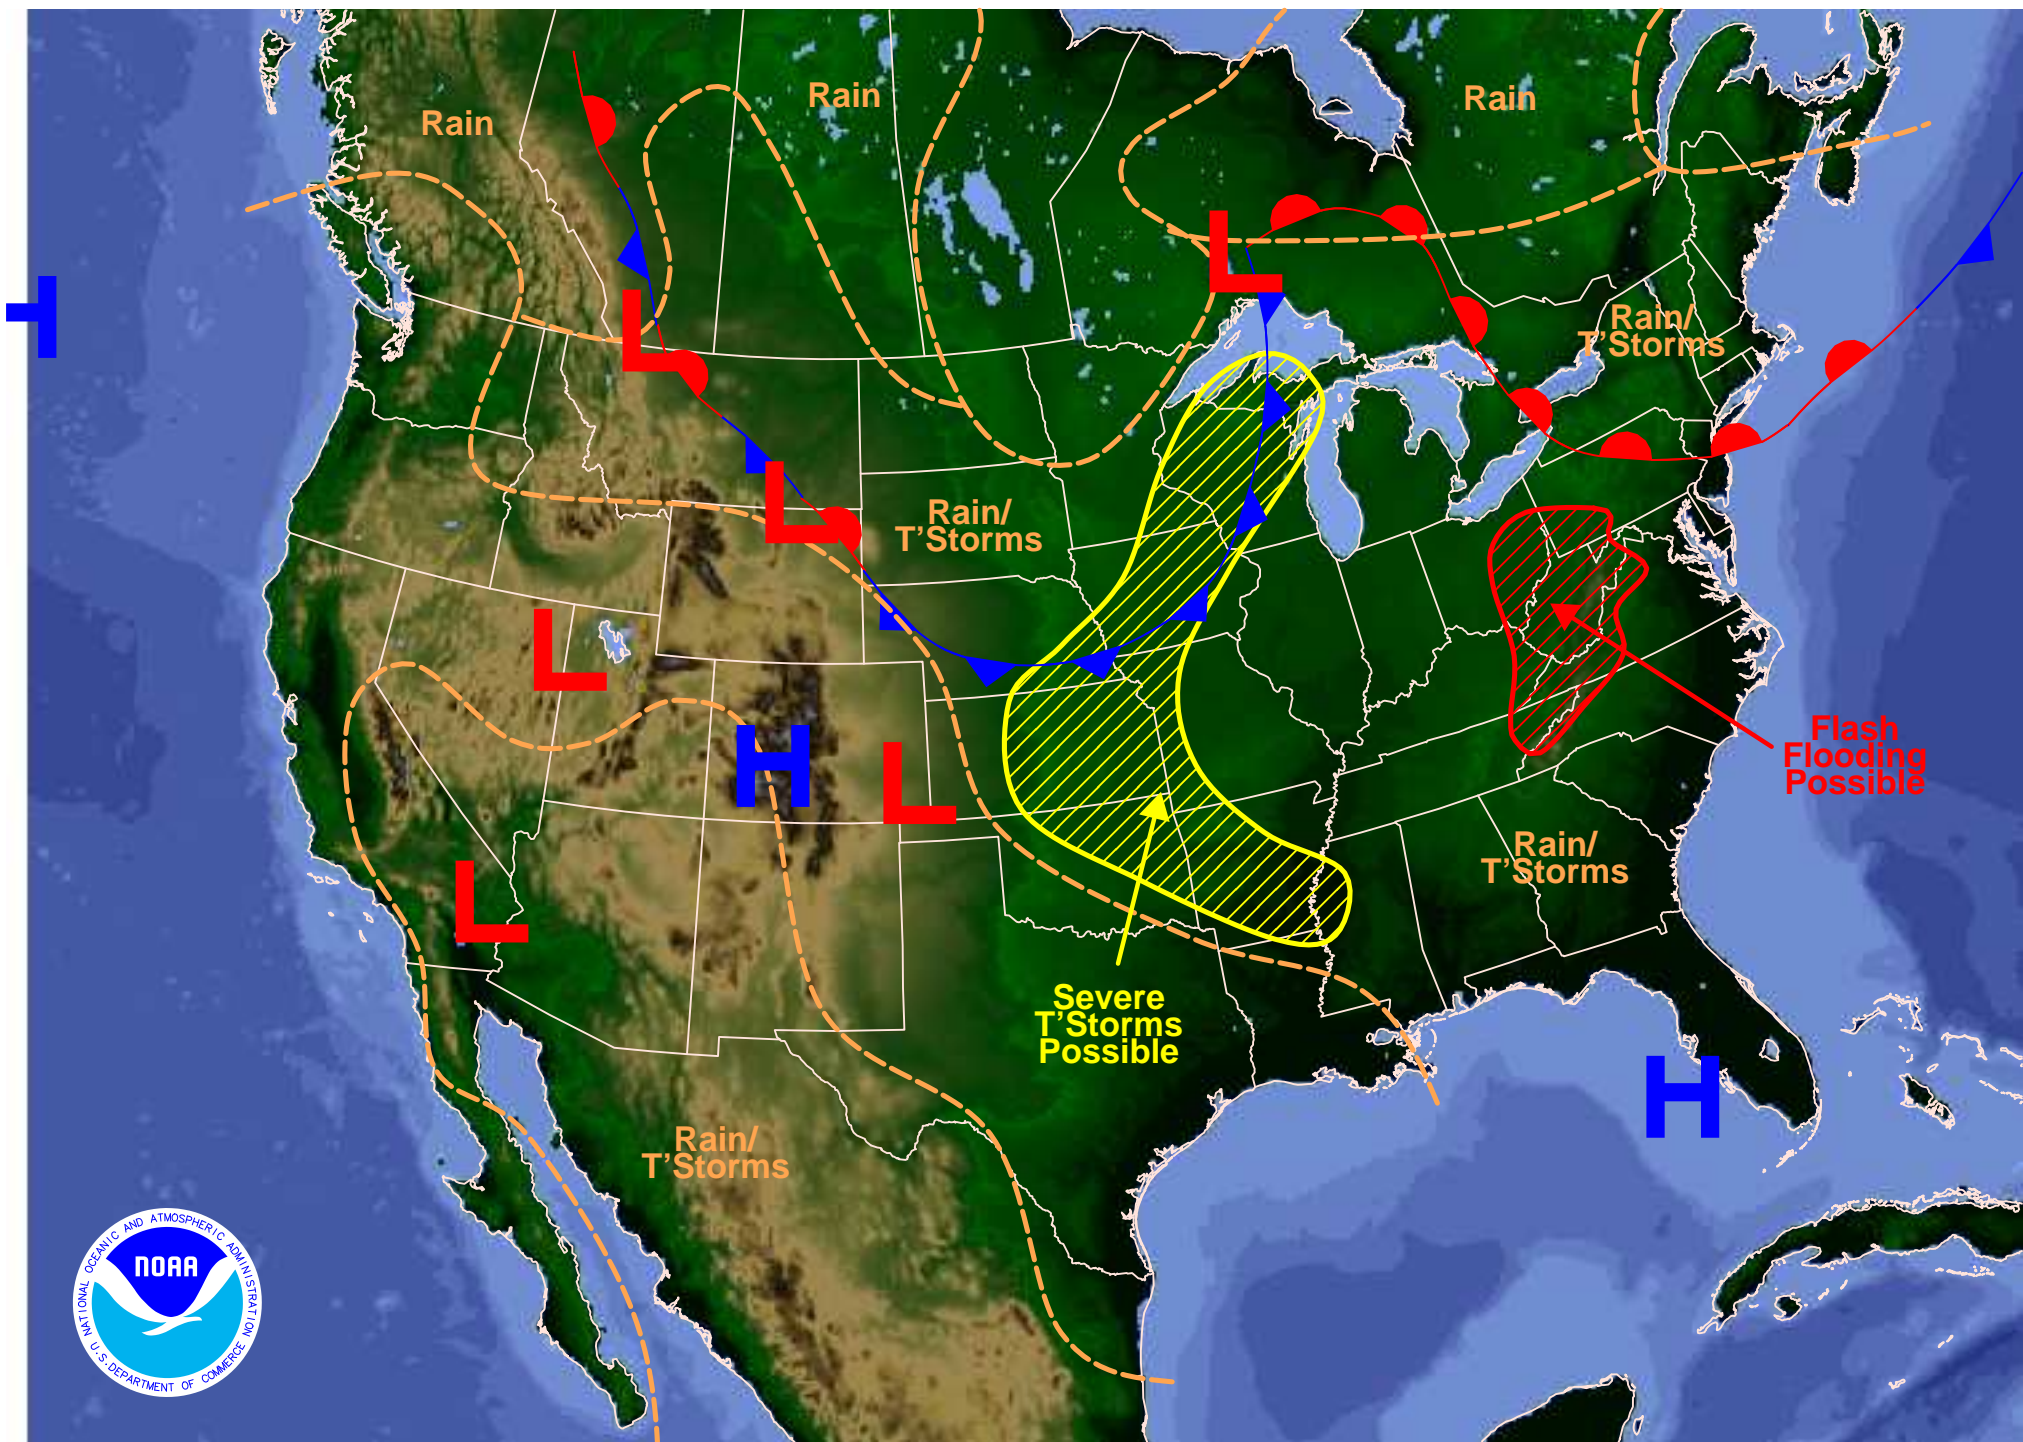 Rain
Rain
Rain
L
H
L
Rain/
T'Storms
L
Rain/
T'Storms
L
H
L
Flash
Flooding
Possible
Rain/
T'Storms
L
Severe
T'Storms
Possible
H
Rain/
T'Storms
NATIONAL OCEANIC AND ATMOSPHERIC ADMINISTRATION
NOAA
U.S. DEPARTMENT OF COMMERCE